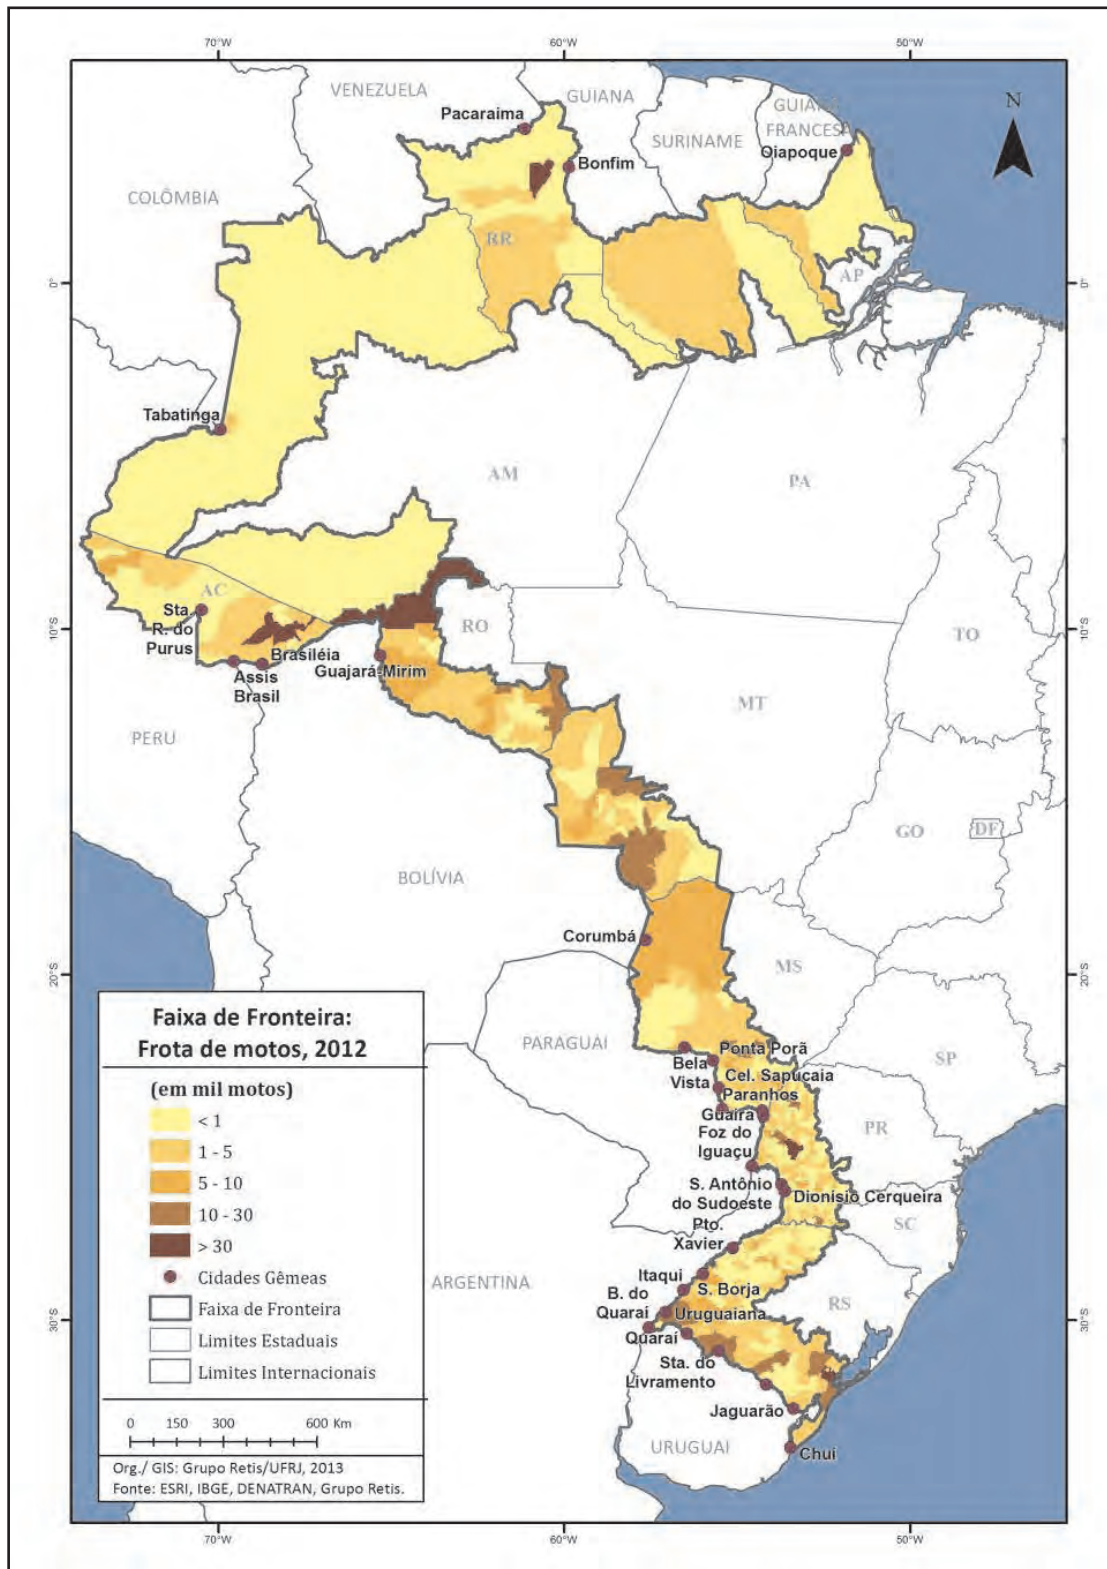 70°W 60°W 50°W
VENEZUELA
GUIANA
GUIANA
FRANCESA
SURINAME
COLÔMBIA
Pacaraima
Bonfim
Oiapoque
N
RR
AP
0°
0°
Tabatinga
AM
PA
AC
Sta.
R. do
Purus
Brasiléia
Assis
Brasil
Guajará-Mirim
RO
TO
10°S
10°S
PERU
MT
GO
DF
BOLÍVIA
Corumbá
MS
20°S
20°S
PARAGUAI
SP
Ponta Porã
Bela
Vista
Cel. Sapucaia
Paranhos
Guaíra
Foz do
Iguaçu
PR
S. Antônio
do Sudoeste
Dionísio Cerqueira
SC
Pto.
Xavier
ARGENTINA
Itaqui
S. Borja
B. do
Quarai
Uruguaiana
Quarai
RS
30°S
30°S
Sta. do
Livramento
Jaguarão
URUGUAI
Chuí
Faixa de Fronteira:
Frota de motos, 2012
(em mil motos)
< 1
1 - 5
5 - 10
10 - 30
> 30
Cidades Gêmeas
Faixa de Fronteira
Limites Estaduais
Limites Internacionais
0 150 300 600 Km
Org./ GIS: Grupo Retis/UFRJ, 2013
Fonte: ESRI, IBGE, DENATRAN, Grupo Retis.
70°W 60°W 50°W